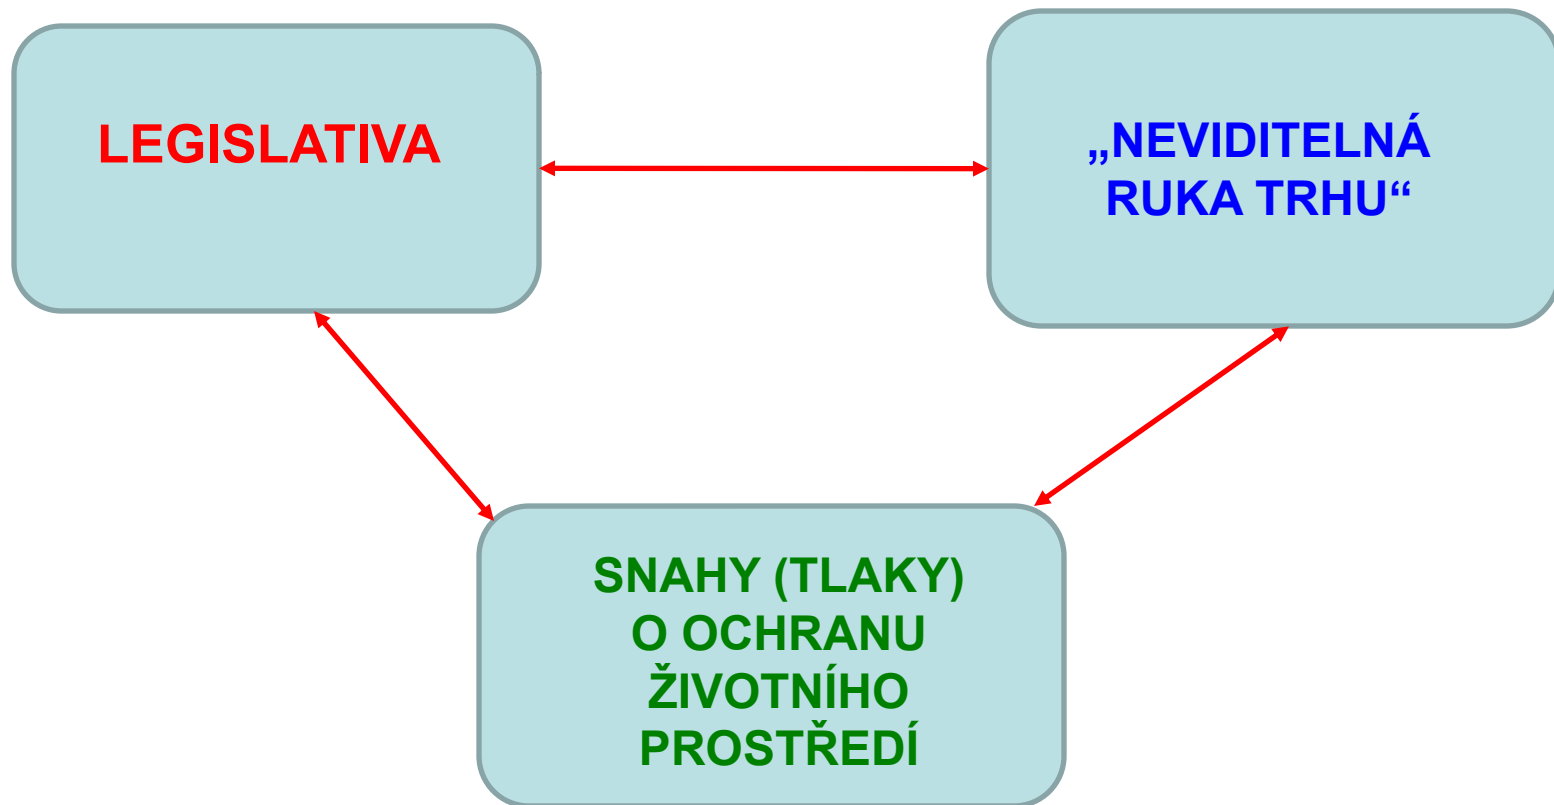 LEGISLATIVA
„NEVIDITELNÁ
RUKA TRHU“
SNAHY (TLAKY)
O OCHRANU
ŽIVOTNÍHO
PROSTŘEDÍ